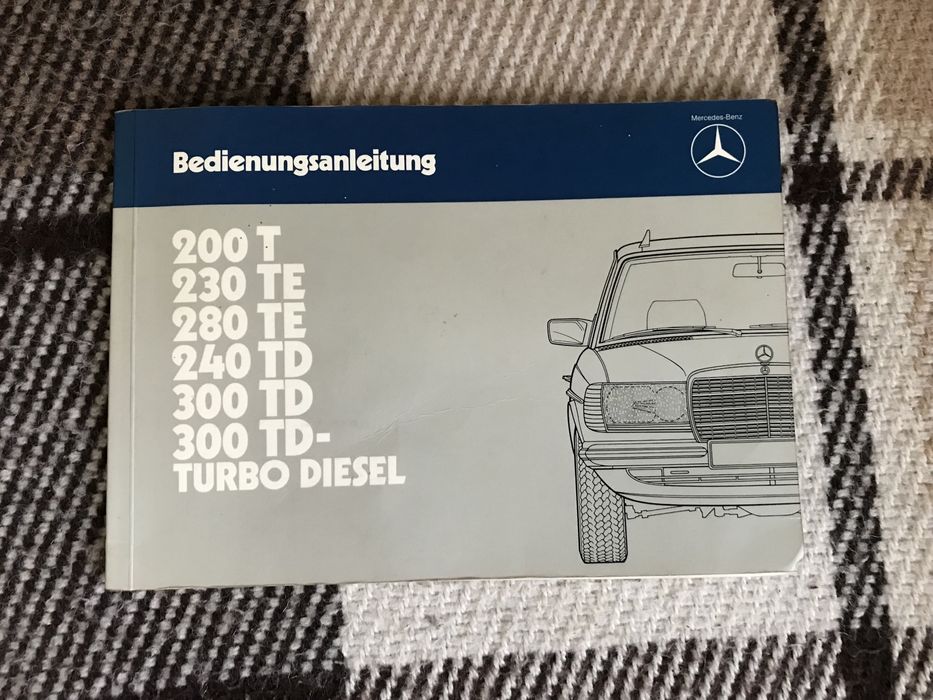 Mercedes-Benz
Bedienungsanleitung
200 T
230 TE
280 TE
240 TD
300 TD
300 TD-
TURBO DIESEL